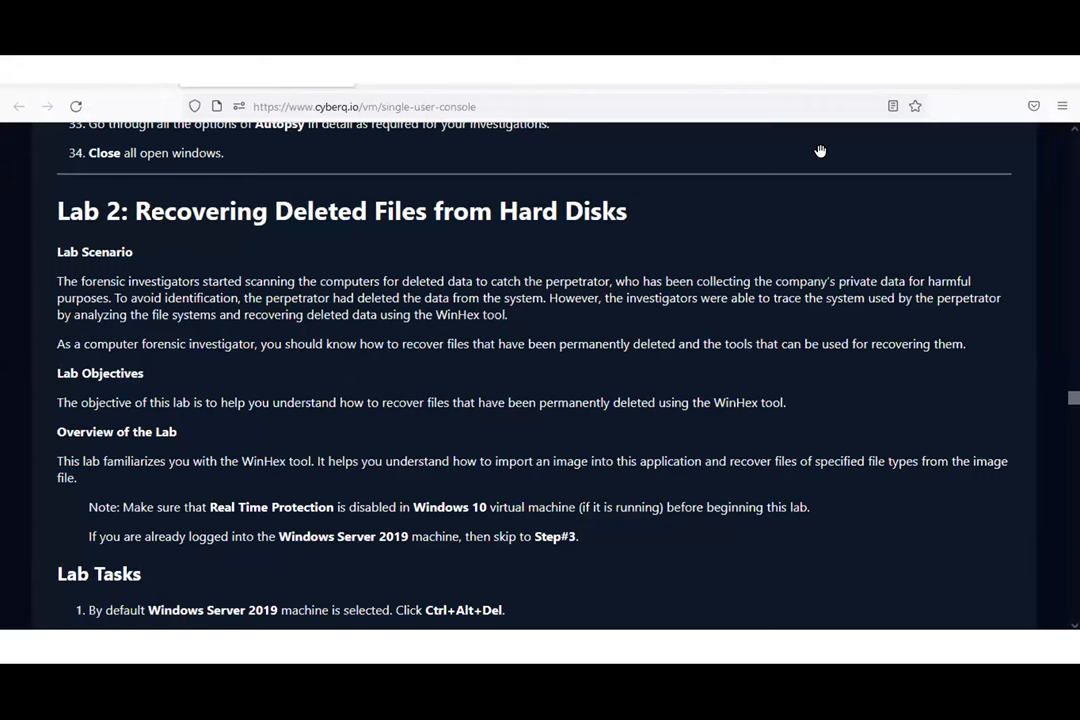 https://www.cyberq.io/vm/single-user-console
33. Go through all the options of Autopsy in detail as required for your investigations.
34. Close all open windows.
Lab 2: Recovering Deleted Files from Hard Disks
Lab Scenario
The forensic investigators started scanning the computers for deleted data to catch the perpetrator, who has been collecting the company's private data for harmful
purposes. To avoid identification, the perpetrator had deleted the data from the system. However, the investigators were able to trace the system used by the perpetrator
by analyzing the file systems and recovering deleted data using the WinHex tool.
As a computer forensic investigator, you should know how to recover files that have been permanently deleted and the tools that can be used for recovering them.
Lab Objectives
The objective of this lab is to help you understand how to recover files that have been permanently deleted using the WinHex tool.
Overview of the Lab
This lab familiarizes you with the WinHex tool. It helps you understand how to import an image into this application and recover files of specified file types from the image
file.
Note: Make sure that Real Time Protection is disabled in Windows 10 virtual machine (if it is running) before beginning this lab.
If you are already logged into the Windows Server 2019 machine, then skip to Step#3.
Lab Tasks
1. By default Windows Server 2019 machine is selected. Click Ctrl+Alt+Del.